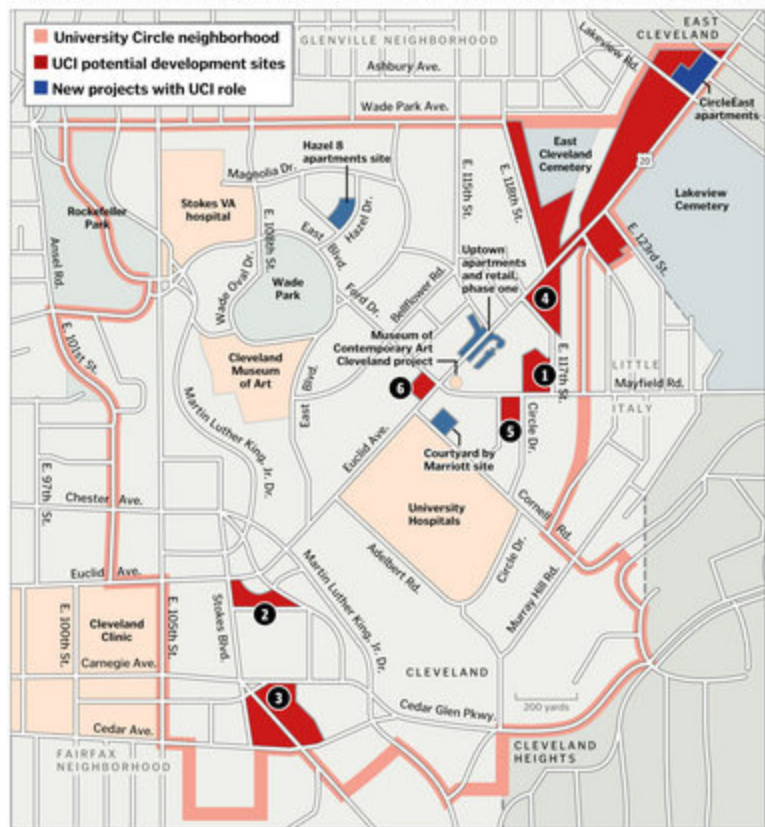 University Circle neighborhood
UCI potential development sites
New projects with UCI role
GLENVILLE NEIGHBORHOOD
EAST
CLEVELAND
Lakeview Rd.
Ashbury Ave.
Wade Park Ave.
CircleEast
apartments
20
Hazel 8
apartments site
East
Cleveland
Cemetery
Magnolia Dr.
E. 115th St.
E. 118th St.
Lakeview
Cemetery
Stokes VA
hospital
Rockefeller
Park
E. 108th St.
Hazel Dr.
East
Blvd.
E. 123rd St.
Ansel Rd.
Wade Oval Dr.
Wade
Park
Ford Dr.
Bellflower Rd.
Uptown
apartments
and retail,
phase one
4
E. 101st St.
Museum of
Contemporary Art
Cleveland project
Cleveland
Museum
of Art
E. 117th St.
LITTLE
ITALY
1
Mayfield Rd.
6
East Blvd.
Martin Luther King, Jr. Dr.
5
Circle Dr.
Euclid Ave.
Courtyard by
Marriott site
E. 97th St.
Chester Ave.
University
Hospitals
Cornell Rd.
Adelbert Rd.
Circle Dr.
Murray Hill Rd.
Euclid Ave.
Martin Luther King, Jr. Dr.
2
E. 100th St.
Cleveland
Clinic
E. 105th St.
Stokes Blvd.
Carnegie Ave.
CLEVELAND
3
200 yards
Cedar Glen Pkwy.
Cedar Ave.
FAIRFAX
NEIGHBORHOOD
CLEVELAND
HEIGHTS